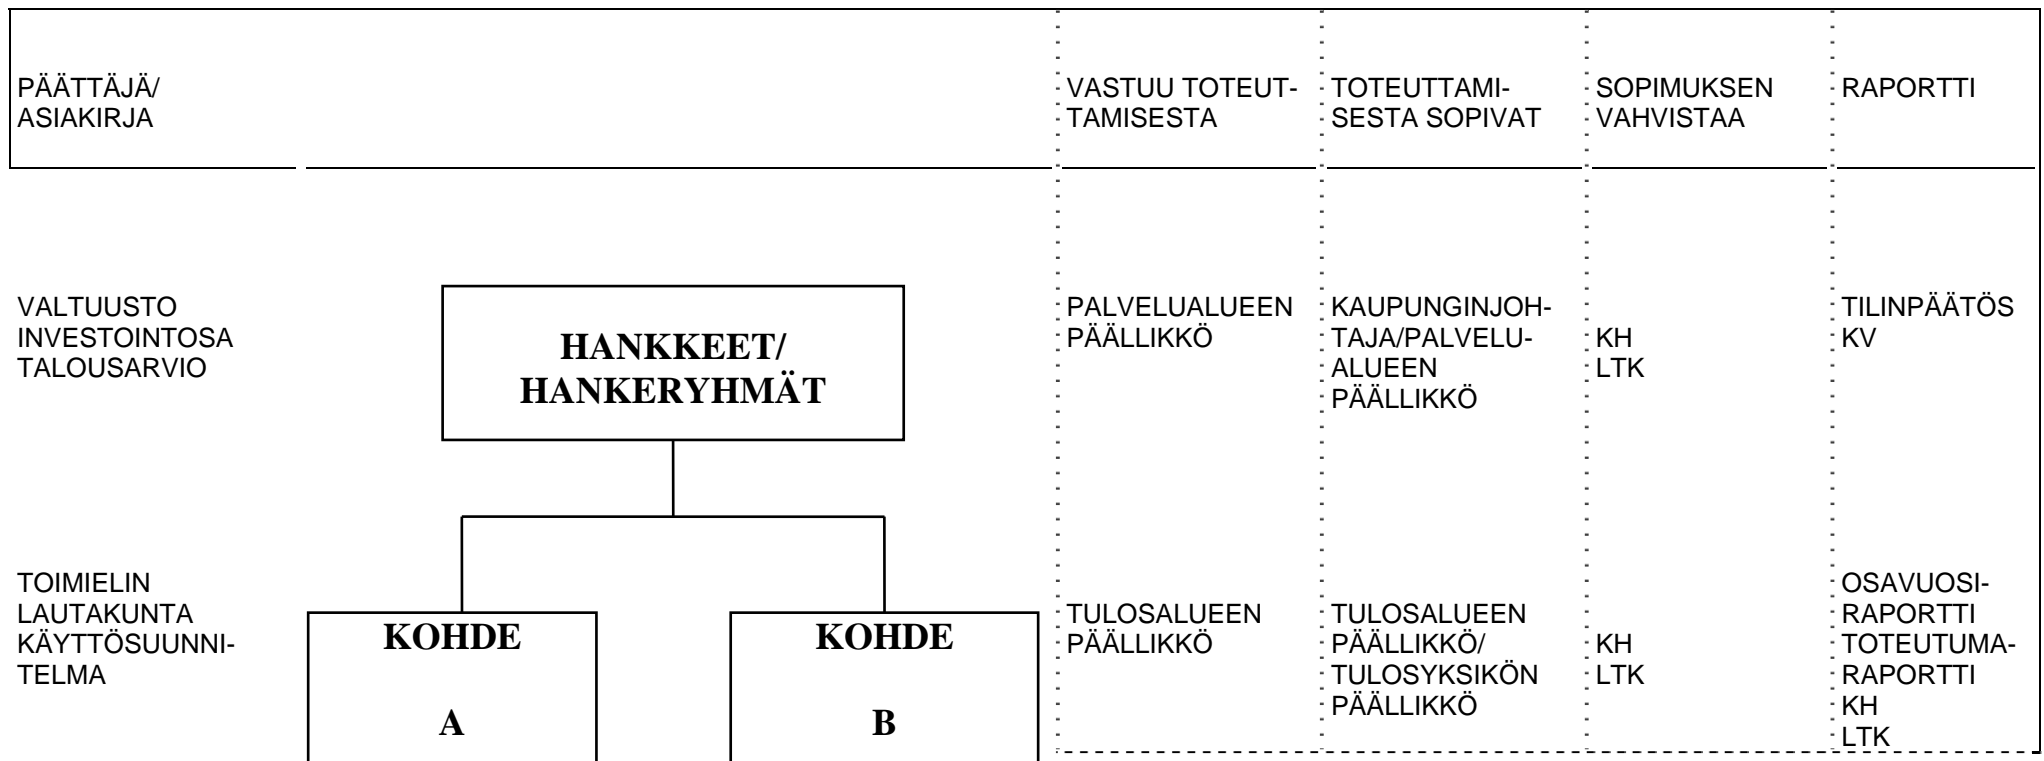 PÄÄTTÄJÄ/
ASIAKIRJA
VASTUU TOTEUT-
TAMISESTA
TOTEUTTAMI-
SESTA SOPIVAT
SOPIMUKSEN
VAHVISTAA
RAPORTTI
VALTUUSTO
INVESTOINTOSA
TALOUSARVIO
HANKKEET/
HANKERYHMÄT
PALVELUALUEEN
PÄÄLLIKKÖ
KAUPUNGINJOH-
TAJA/PALVELU-
ALUEEN
PÄÄLLIKKÖ
KH
LTK
TILINPÄÄTÖS
KV
TOIMIELIN
LAUTAKUNTA
KÄYTTÖSUUNNI-
TELMA
KOHDE
A
KOHDE
B
TULOSALUEEN
PÄÄLLIKKÖ
TULOSALUEEN
PÄÄLLIKKÖ/
TULOSYKSIKÖN
PÄÄLLIKKÖ
KH
LTK
OSAVUOSI-
RAPORTTI
TOTEUTUMA-
RAPORTTI
KH
LTK